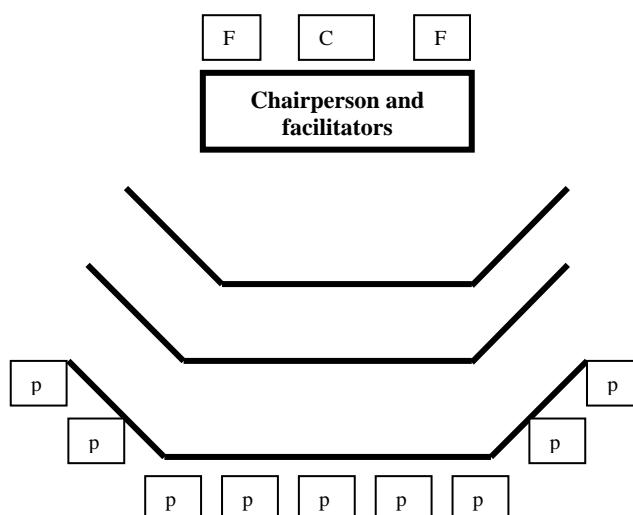 F C F
Chairperson and
facilitators
p p
p p
p p p p p